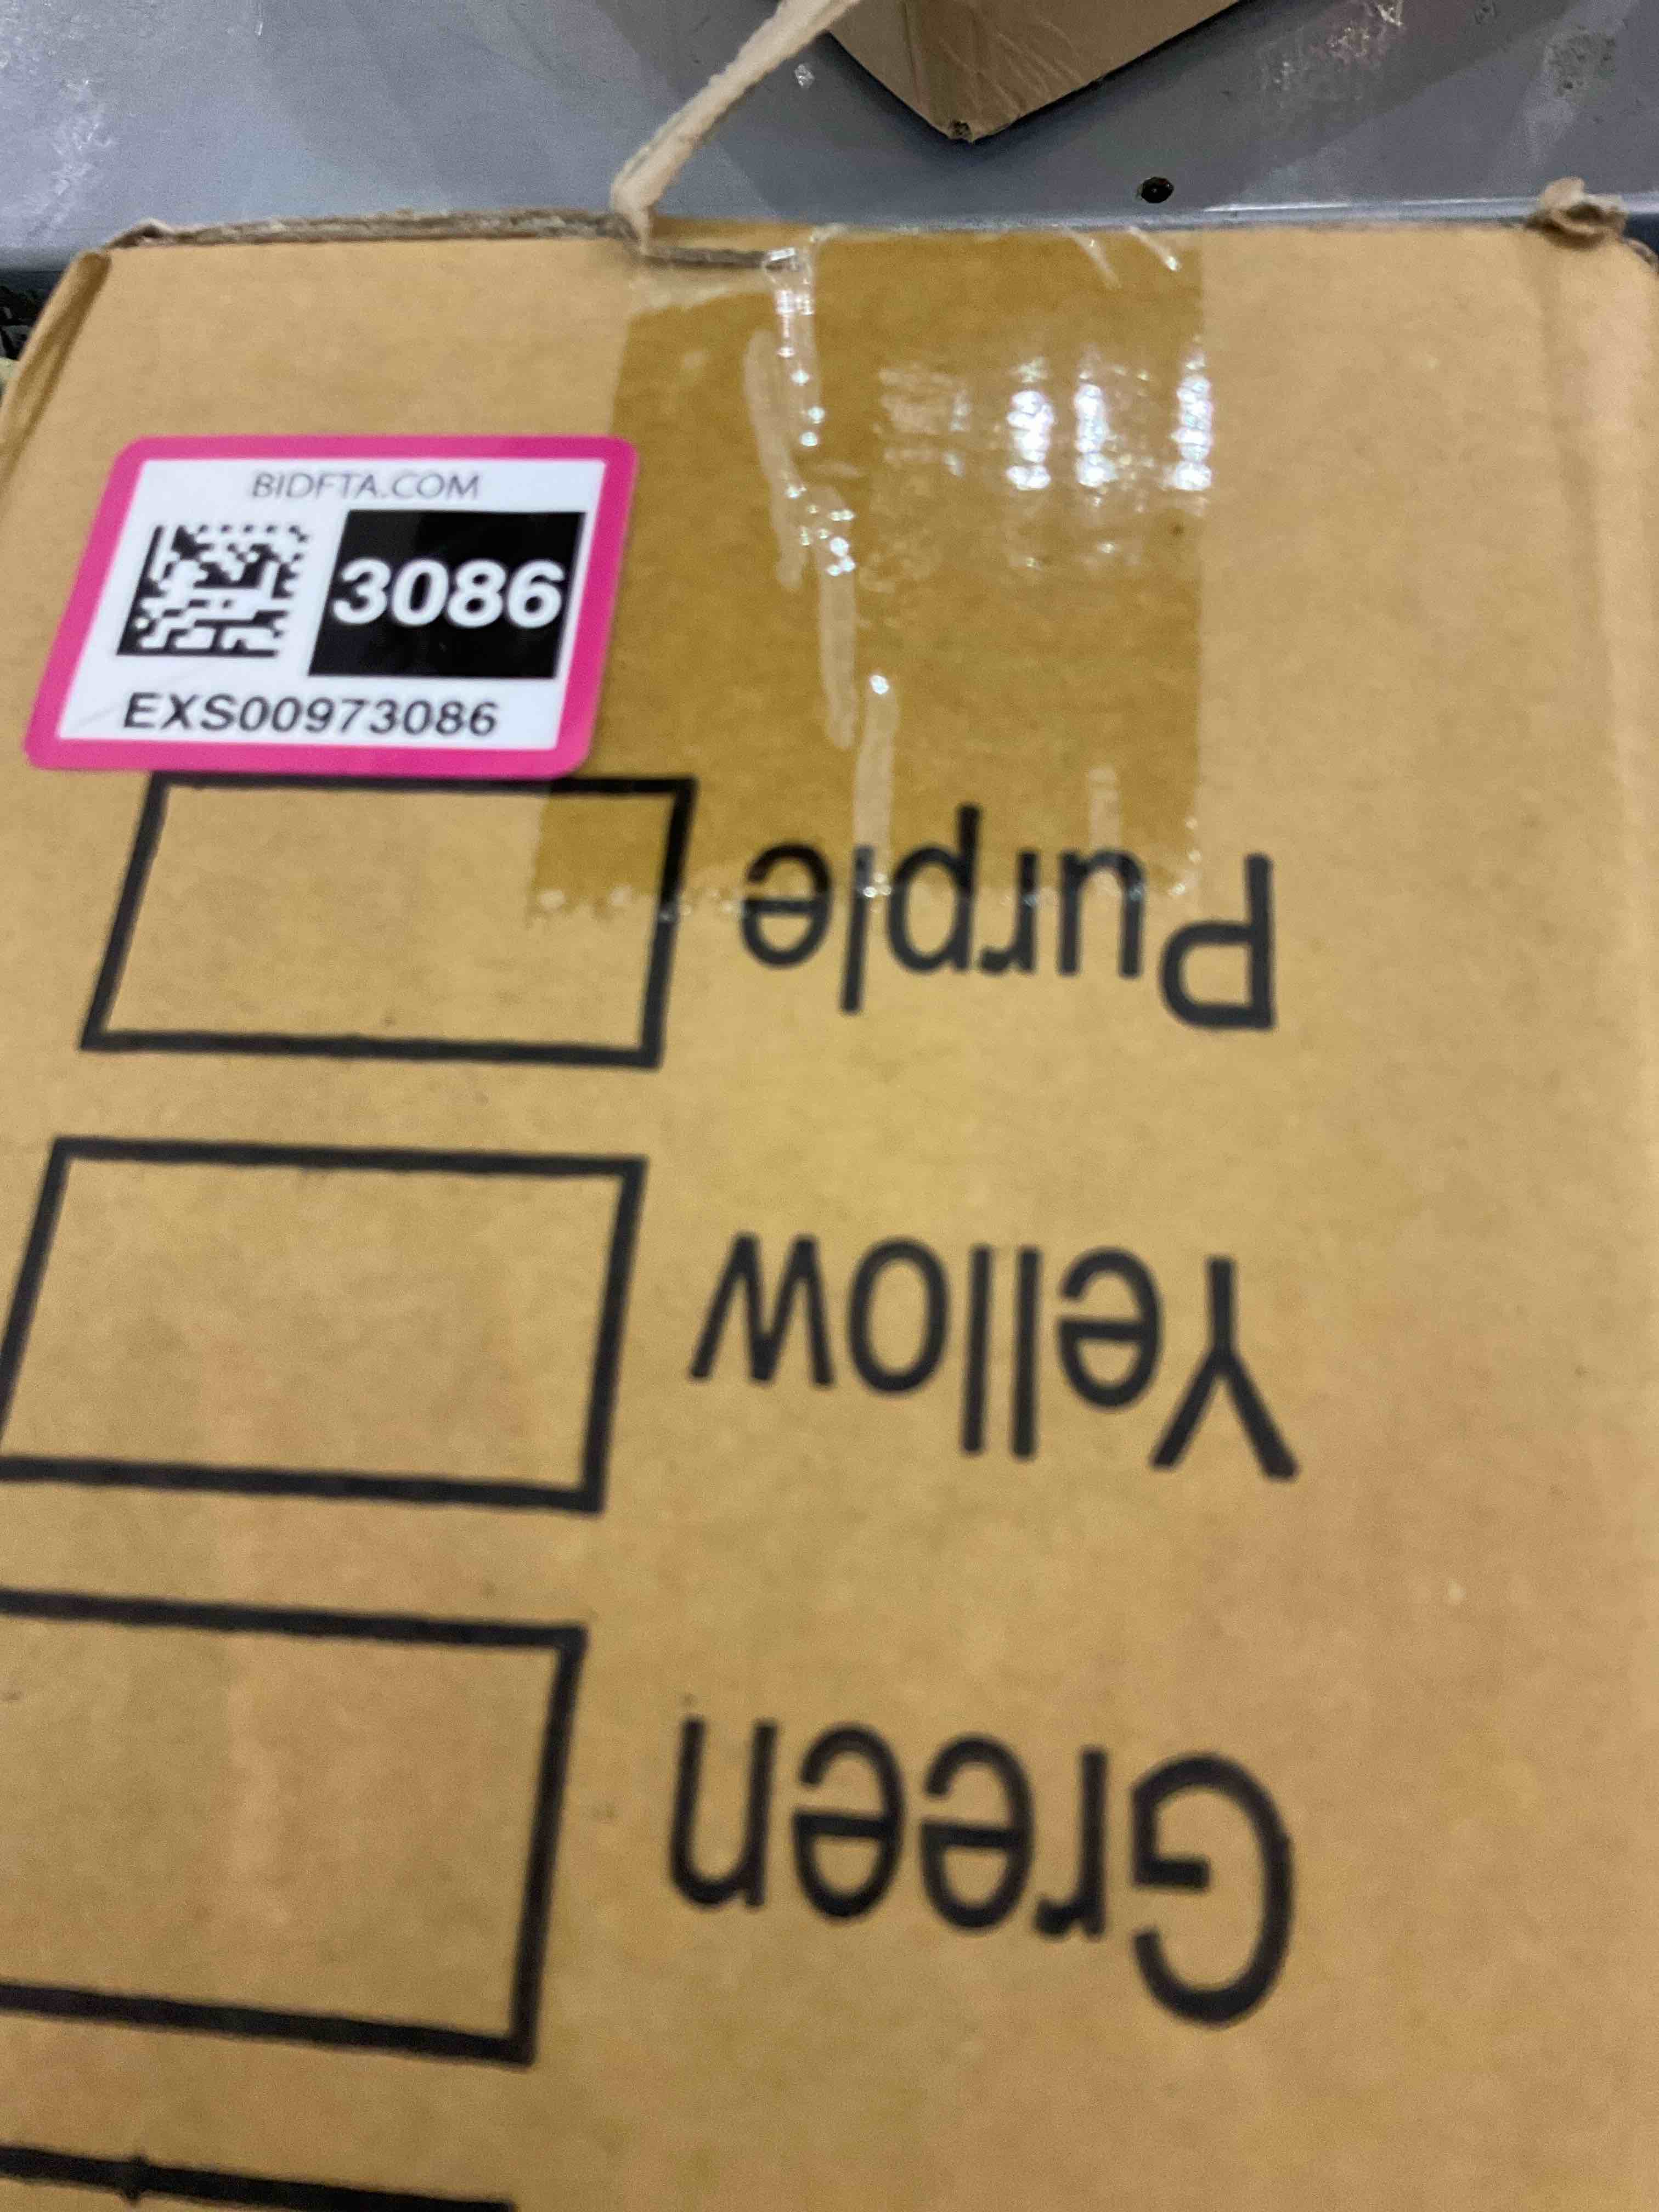 BIDFTA.COM
3086
EXS00973086
Purple
Yellow
Green